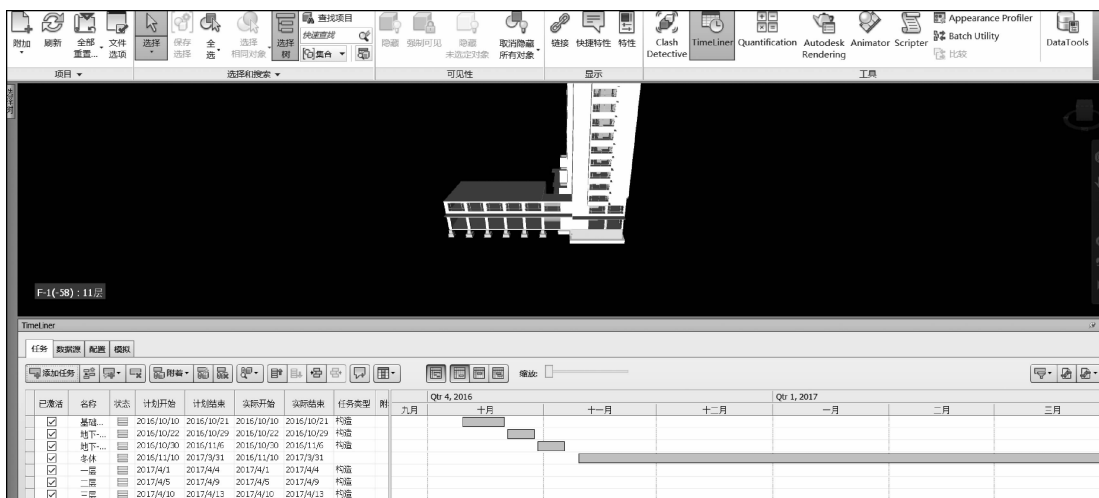 附加 刷新 全部重置... 文件选项 选择 保存选择 全选 选择相同对象 选择树 查找项目 快速查找 集合 隐藏 强制可见 隐藏未选定对象 取消隐藏所有对象 链接 快捷特性 特性 Clash Detective TimeLiner Quantification Autodesk Rendering Animator Scripter Appearance Profiler Batch Utility 比较 DataTools
项目 选择和搜索 可见性 显示 工具
选择树
F-1(-58) : 11层
TimeLiner
任务 数据源 配置 模拟
添加任务 附着 缩放:
已激活 名称 状态 计划开始 计划结束 实际开始 实际结束 任务类型 附 Qtr 4, 2016 Qtr 1, 2017
九月 十月 十一月 十二月 一月 二月 三月
基础... 2016/10/10 2016/10/21 2016/10/10 2016/10/21 构造
地下-... 2016/10/22 2016/10/29 2016/10/22 2016/10/29 构造
地下-... 2016/10/30 2016/11/6 2016/10/30 2016/11/6 构造
冬休 2016/11/10 2017/3/31 2016/11/10 2017/3/31
一层 2017/4/1 2017/4/4 2017/4/1 2017/4/4 构造
二层 2017/4/5 2017/4/9 2017/4/5 2017/4/9 构造
三层 2017/4/10 2017/4/13 2017/4/10 2017/4/13 构造